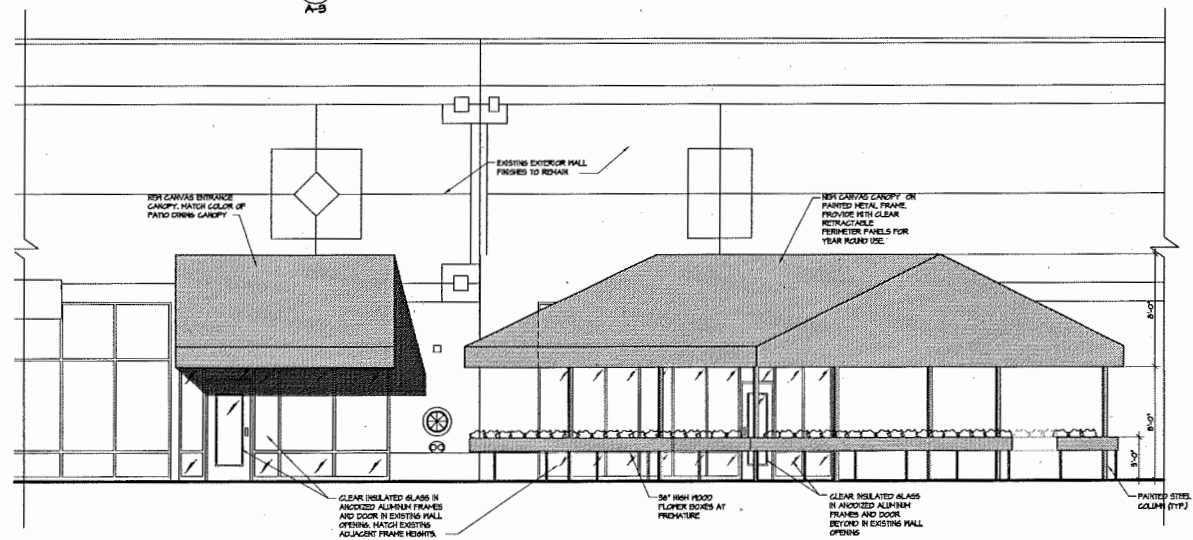 A-3
EXISTING EXTERIOR WALL
FINISHES TO REMAIN
NEW CANVAS ENTRANCE
CANOPY. MATCH COLOR OF
PATIO DINING CANOPY
NEW CANVAS CANOPY ON
PAINTED METAL FRAME.
PROVIDE WITH CLEAR
RETRACTABLE
PERIMETER PANELS FOR
YEAR ROUND USE.
8'-0"
8'-0"
3'-0"
CLEAR INSULATED GLASS IN
ANODIZED ALUMINUM FRAMES
AND DOOR IN EXISTING WALL
OPENING. MATCH EXISTING
ADJACENT FRAME HEIGHTS.
36" HIGH WOOD
FLOWER BOXES AT
PREMATURE
CLEAR INSULATED GLASS
IN ANODIZED ALUMINUM
FRAMES AND DOOR
BEYOND IN EXISTING WALL
OPENING
PAINTED STEEL
COLUMN (TYP.)